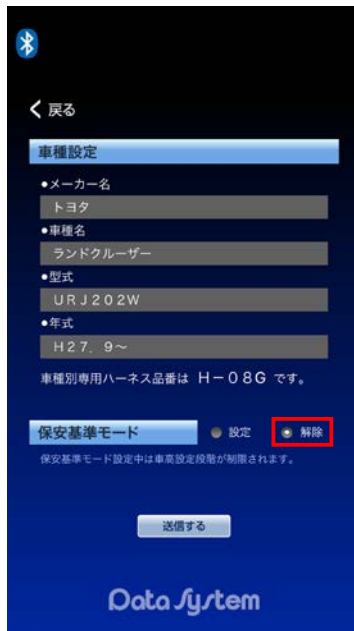 戻る
車種設定
●メーカー名
トヨタ
●車種名
ランドクルーザー
●型式
ＵＲＪ２０２Ｗ
●年式
Ｈ２７．９～
車種別専用ハーネス品番は Ｈ－０８Ｇ です。
保安基準モード 設定 解除
保安基準モード設定中は車高設定段階が制限されます。
送信する
Data System